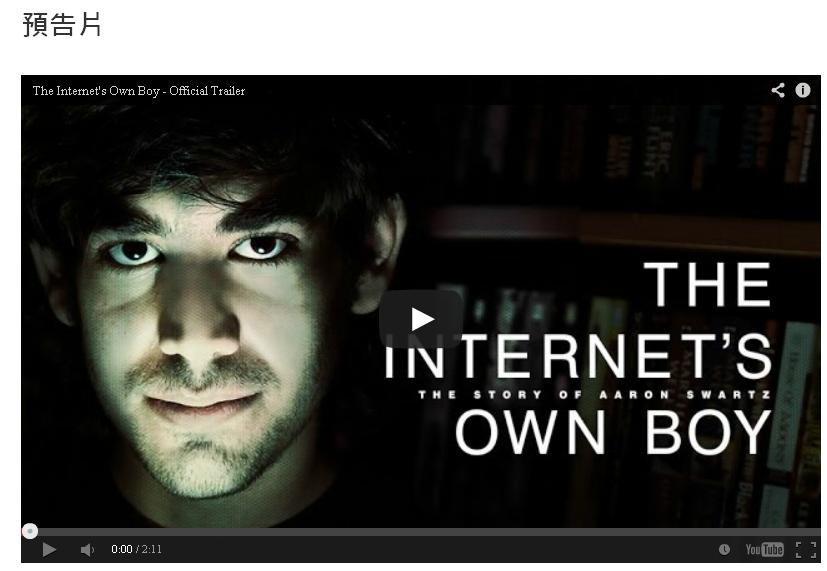 預告片
The Internet's Own Boy - Official Trailer
THE
INTERNET'S
THE STORY OF AARON SWARTZ
OWN BOY
0:00 / 2:11
YouTube